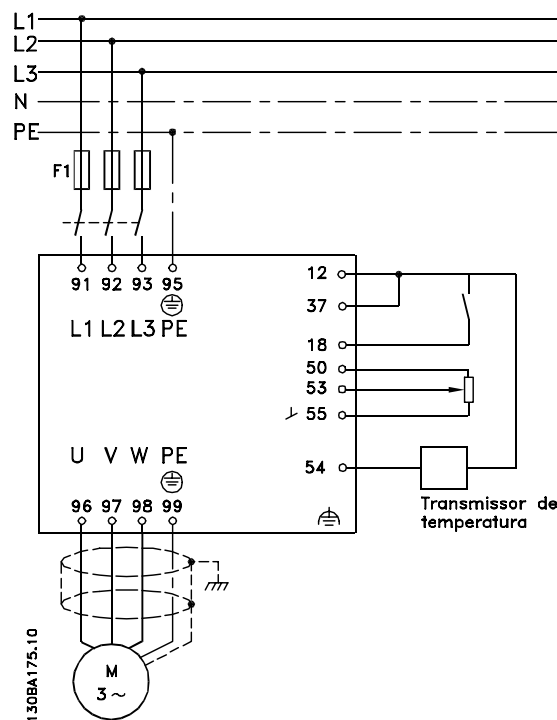 L1
L2
L3
N
PE
F1
91 92 93 95
L1 L2 L3 PE
12
37
18
50
53
55
54
U V W PE
96 97 98 99
Transmissor de
temperatura
M
3~
130BA175.10